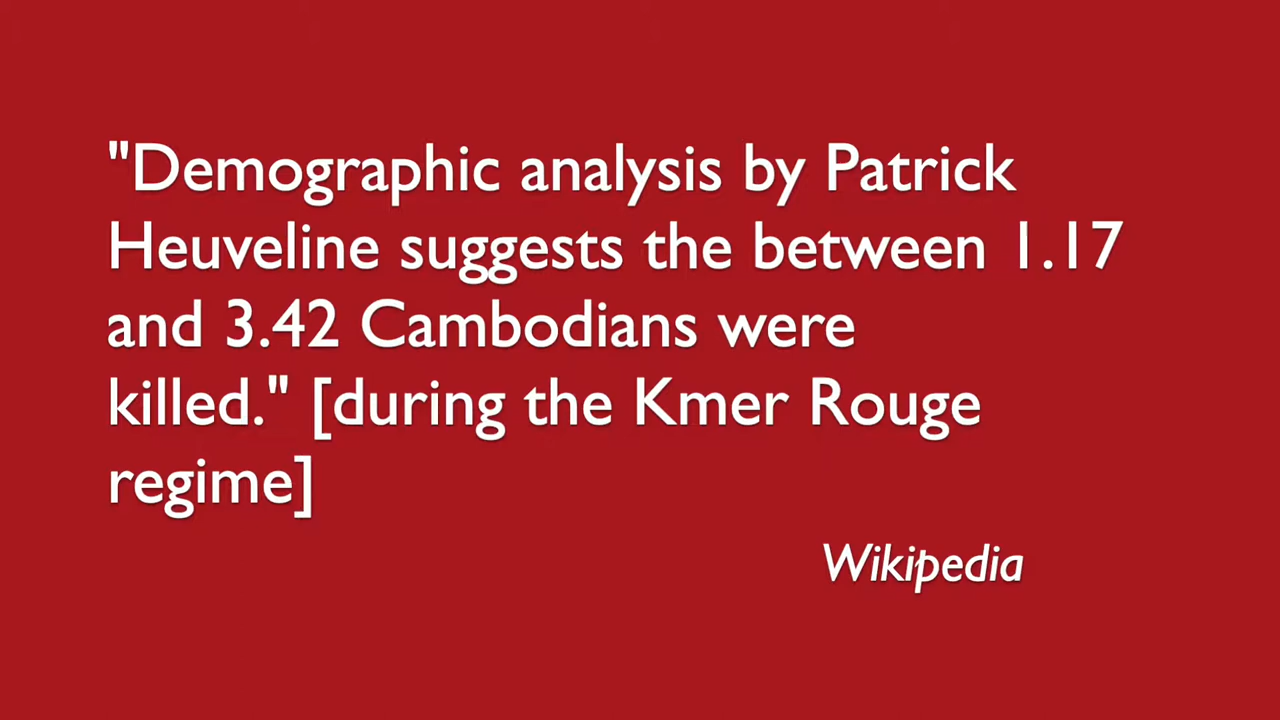 "Demographic analysis by Patrick
Heuveline suggests the between 1.17
and 3.42 Cambodians were
killed." [during the Kmer Rouge
regime]
Wikipedia